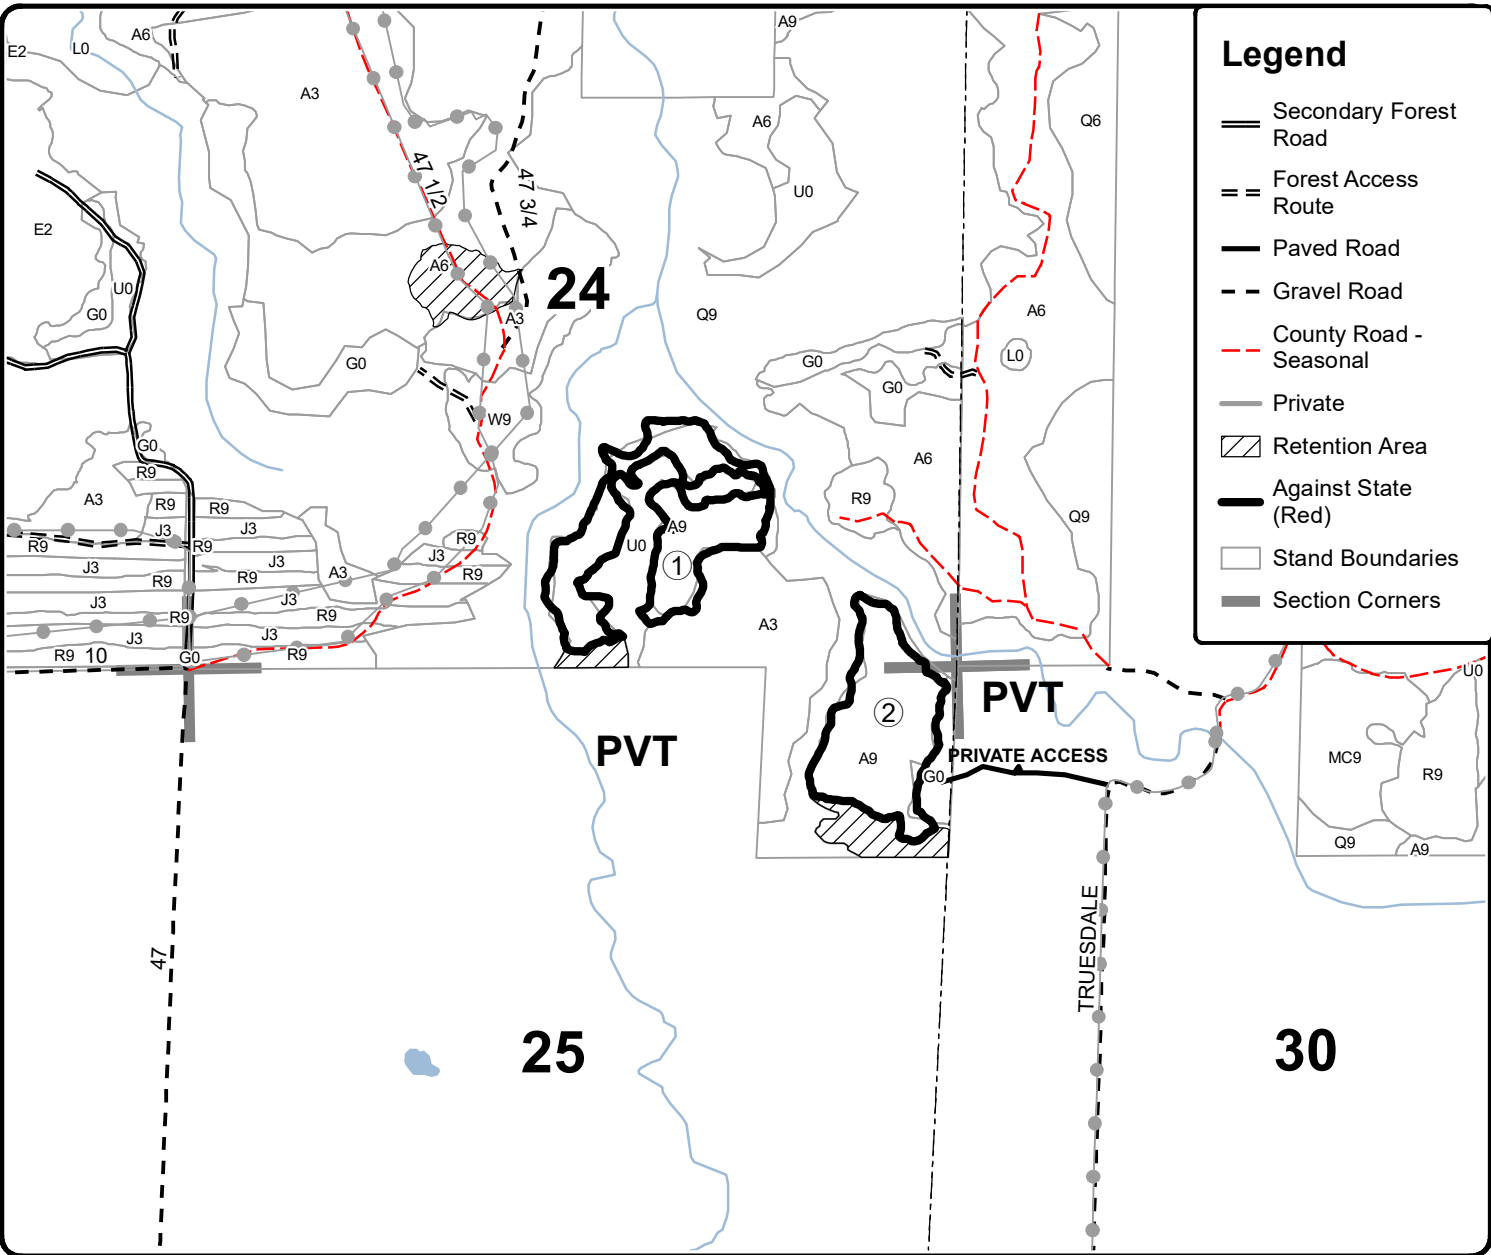 Legend
Secondary Forest
Road
Forest Access
Route
Paved Road
Gravel Road
County Road -
Seasonal
Private
Retention Area
Against State
(Red)
Stand Boundaries
Section Corners
E2
L0
A6
A3
A9
A6
U0
Q6
47 1/2
47 3/4
E2
U0
G0
A6
24
A3
Q9
A6
G0
G0
L0
G0
W9
G0
R9
A6
R9
A3
R9
R9
J3
J3
R9
R9
J3
J3
R9
R9
A3
J3
R9
R9
J3
J3
R9
R9
J3
J3
R9
10
G0
R9
A9
U0
1
Q9
A3
2
A9
G0
PVT
PVT
PRIVATE ACCESS
U0
MC9
R9
Q9
A9
47
TRUESDALE
25
30